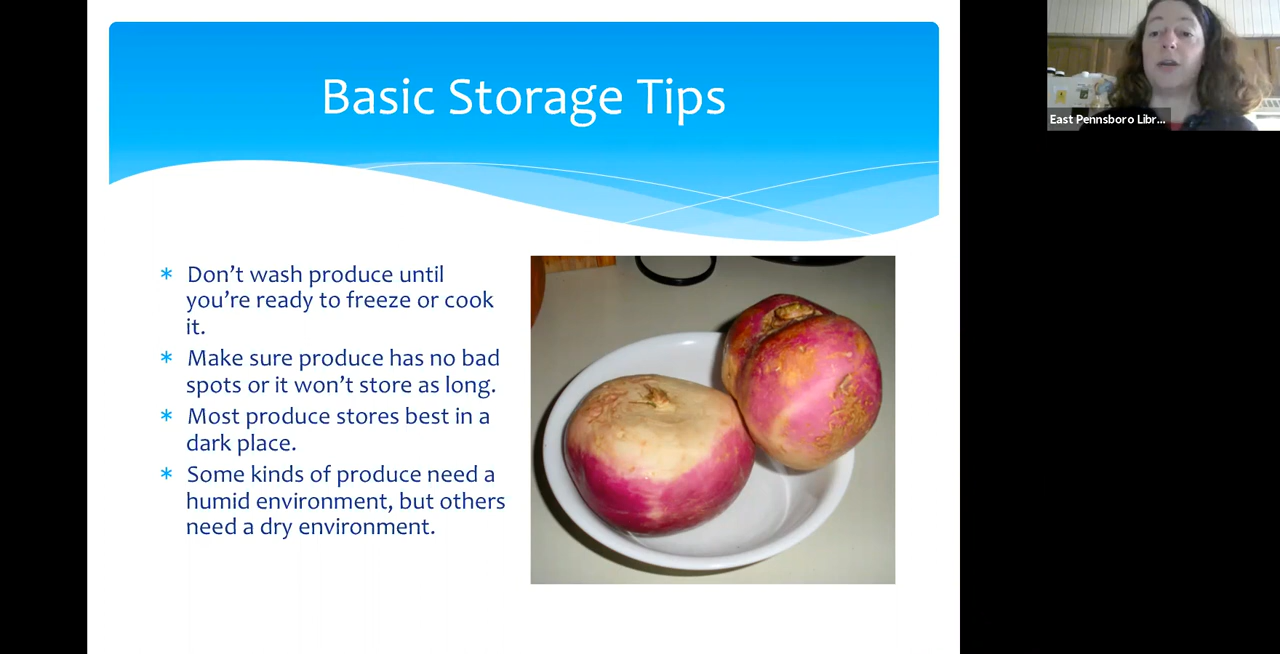 Basic Storage Tips
East Pennsboro Libr...
* Don't wash produce until
you're ready to freeze or cook
it.
* Make sure produce has no bad
spots or it won't store as long.
* Most produce stores best in a
dark place.
* Some kinds of produce need a
humid environment, but others
need a dry environment.